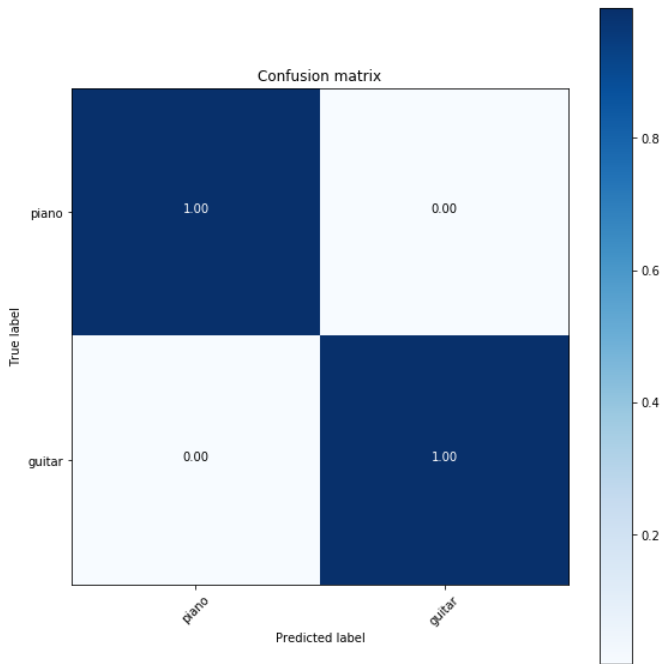 Confusion matrix
True label
piano
1.00
0.00
guitar
0.00
1.00
piano
guitar
Predicted label
0.8
0.6
0.4
0.2